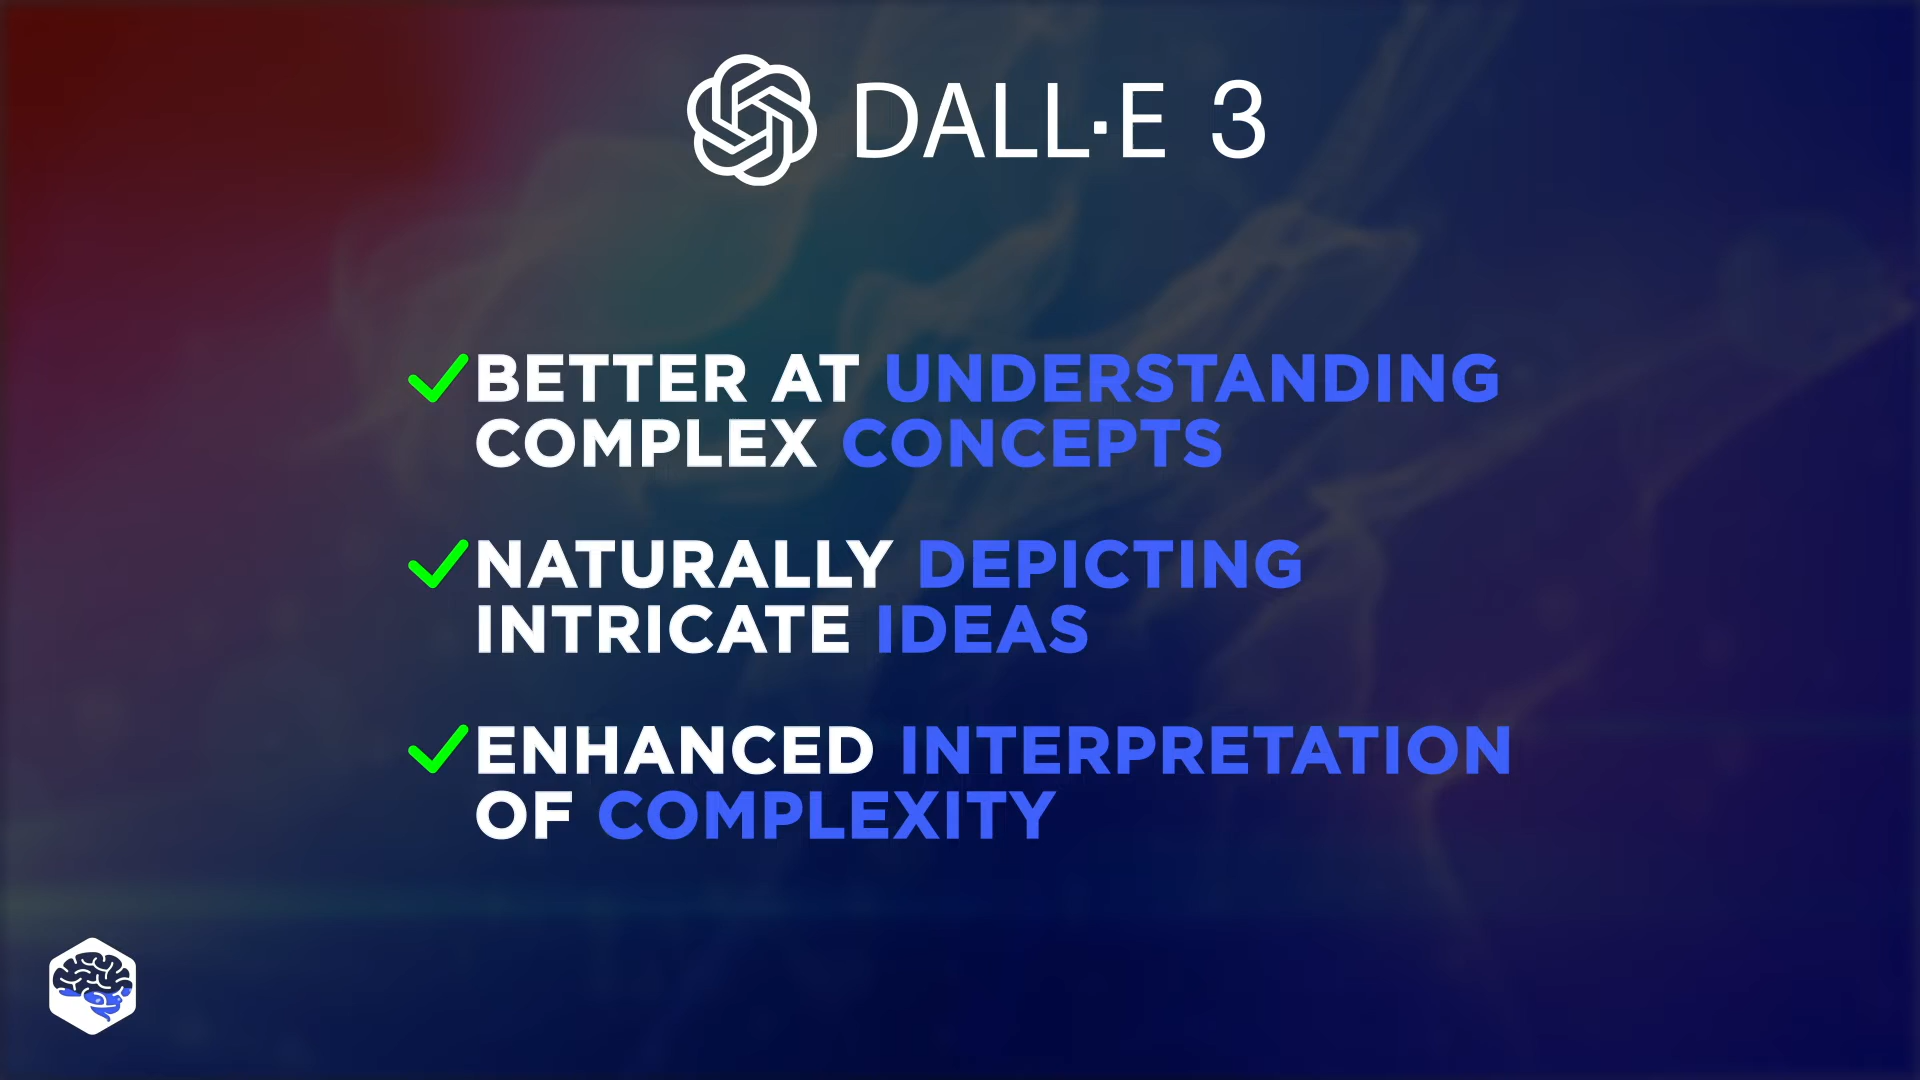 DALL·E 3
BETTER AT UNDERSTANDING
COMPLEX CONCEPTS
NATURALLY DEPICTING
INTRICATE IDEAS
ENHANCED INTERPRETATION
OF COMPLEXITY